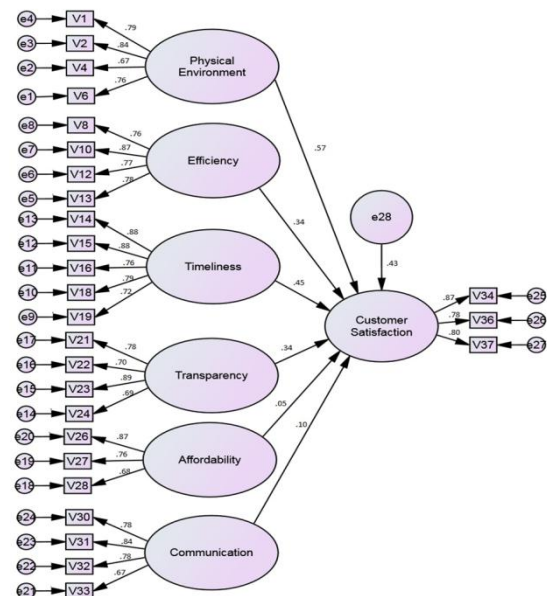 e4 V1 .79
e3 V2 .84
e2 V4 .67
e1 V6 .76
Physical
Environment
.57
e8 V8 .76
e7 V10 .87
e6 V12 .77
e5 V13 .78
Efficiency
.34
e13 V14 .88
e12 V15 .88
e11 V16 .76
e10 V18 .79
e9 V19 .72
Timeliness
.45
e17 V21 .78
e16 V22 .70
e15 V23 .89
e14 V24 .69
Transparency
.34
e20 V26 .87
e19 V27 .76
e18 V28 .68
Affordability
.05
e24 V30 .78
e23 V31 .84
e22 V32 .78
e21 V33 .67
Communication
.10
e28
.43
Customer
Satisfaction
.87 V34 e25
.78 V36 e26
.80 V37 e27